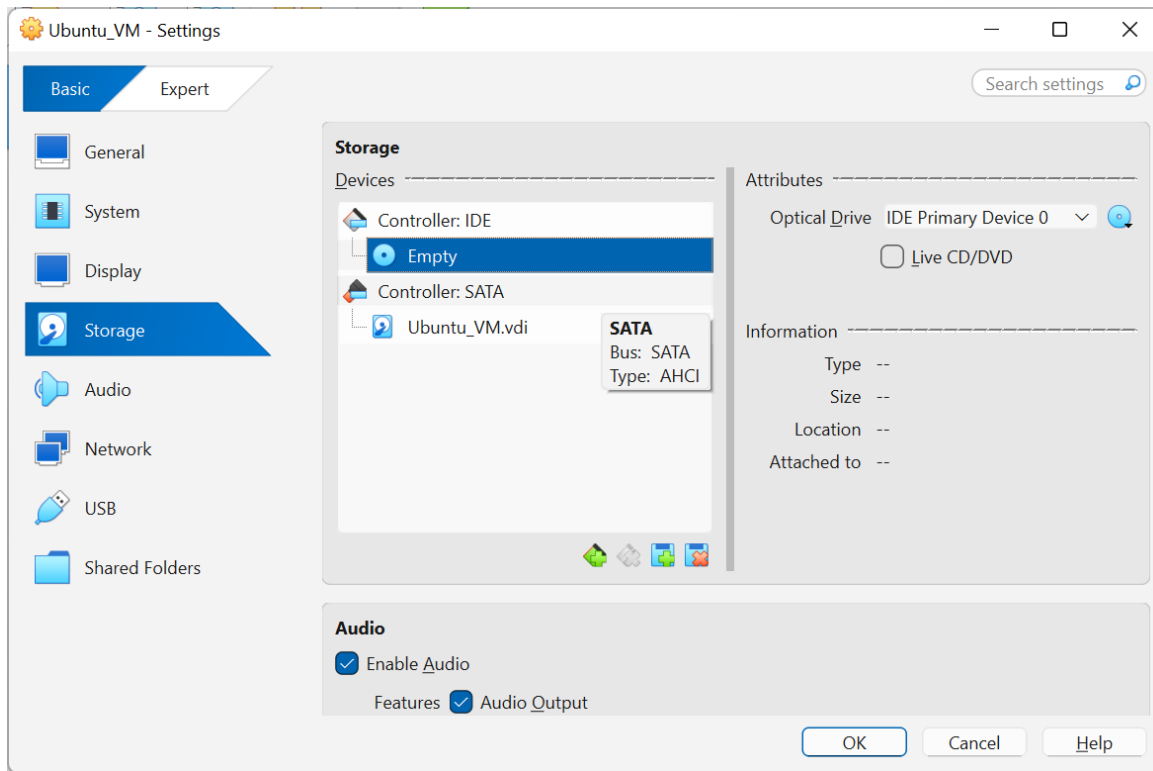 Ubuntu_VM - Settings
Basic
Expert
Search settings
General
System
Display
Storage
Audio
Network
USB
Shared Folders
Storage
Devices
Controller: IDE
Empty
Controller: SATA
Ubuntu_VM.vdi
SATA
Bus: SATA
Type: AHCI
Attributes
Optical Drive IDE Primary Device 0
Live CD/DVD
Information
Type --
Size --
Location --
Attached to --
Audio
Enable Audio
Features Audio Output
OK
Cancel
Help